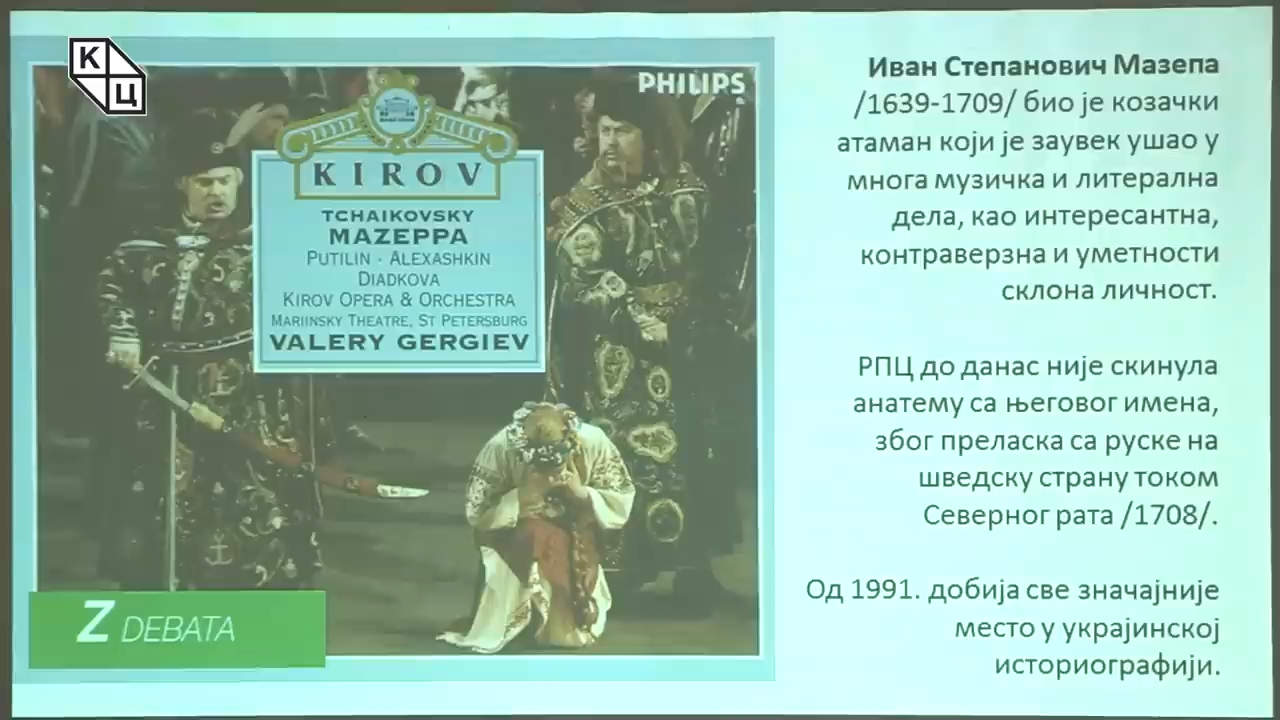 К
Ц
PHILIPS
KIROV
TCHAIKOVSKY
MAZEPPA
PUTILIN · ALEXASHKIN
DIADKOVA
KIROV OPERA & ORCHESTRA
MARIINSKY THEATRE, ST PETERSBURG
VALERY GERGIEV
Z DEBATA
Иван Степанович Мазепа
/1639-1709/ био је козачки
атаман који је заувек ушао у
многа музичка и литерална
дела, као интересантна,
контраверзна и уметности
склона личност.
РПЦ до данас није скинула
анатему са његовог имена,
због преласка са руске на
шведску страну током
Северног рата /1708/.
Од 1991. добија све значајније
место у украјинској
историографији.